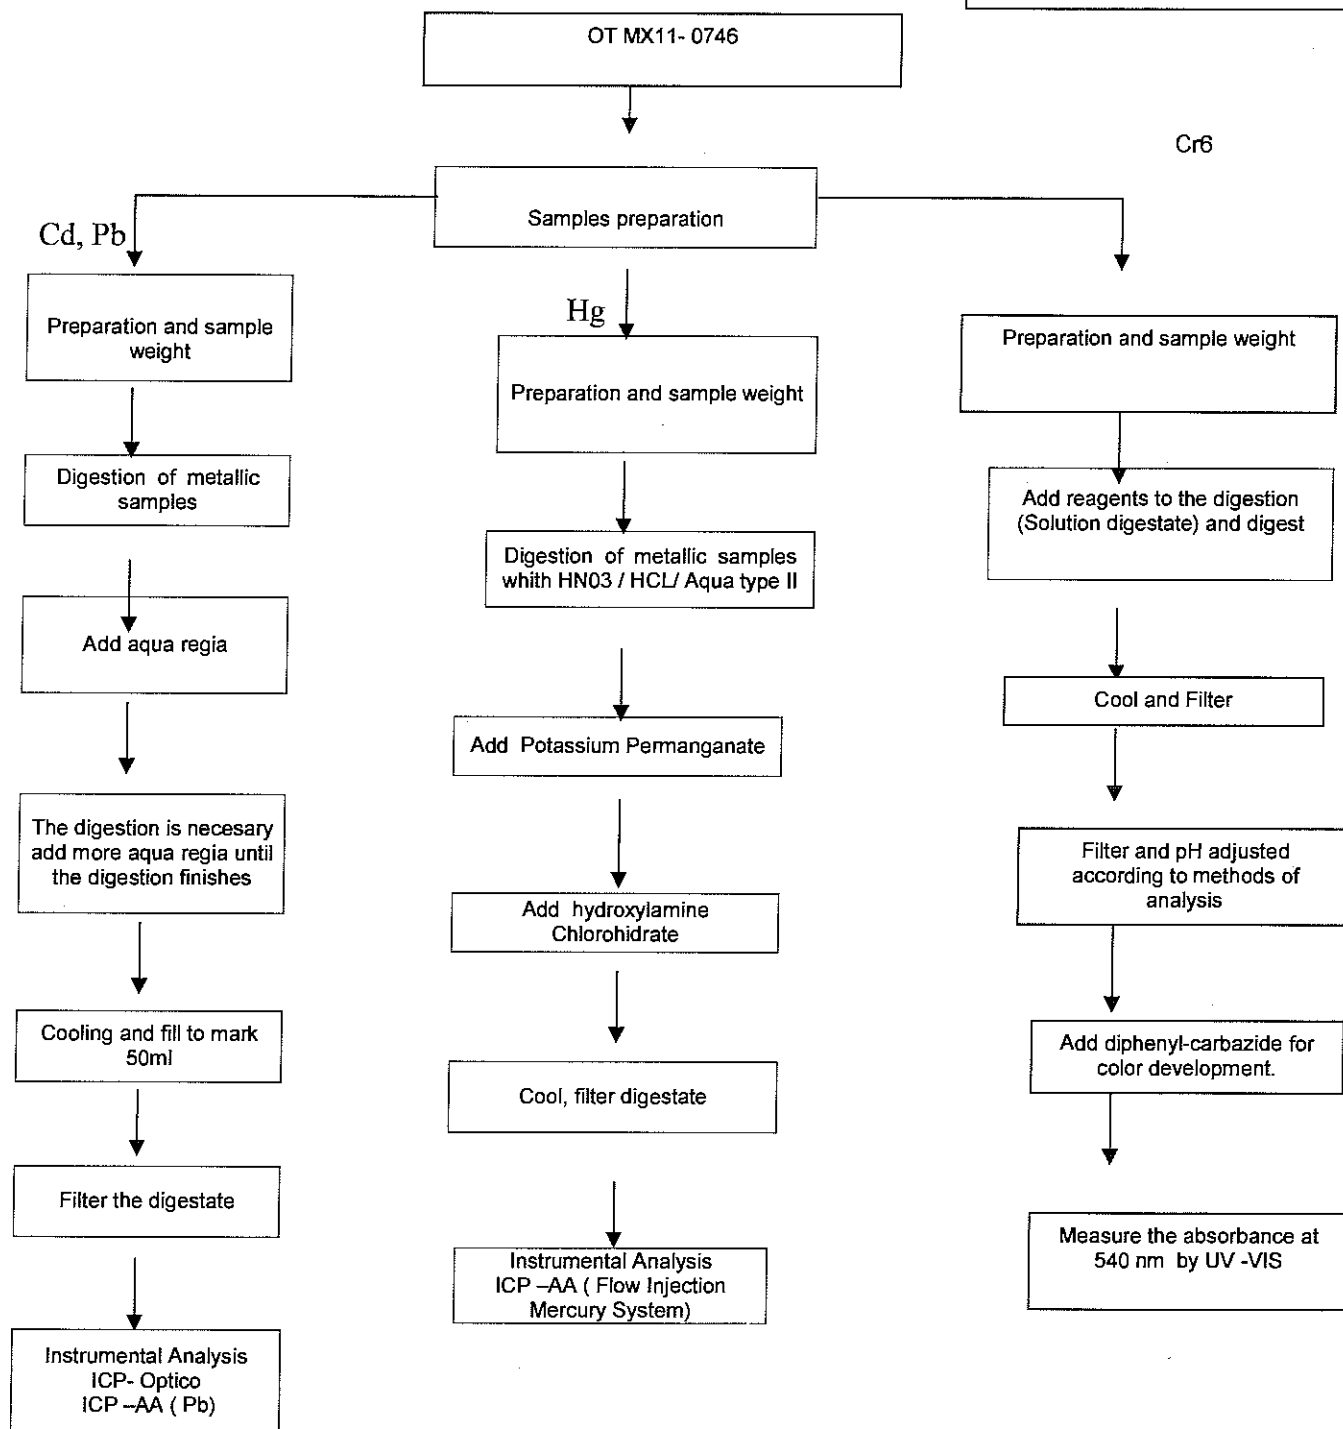 OT MX11- 0746
Samples preparation
Cd, Pb
Preparation and sample
weight
Digestion of metallic
samples
Add aqua regia
The digestion is necesary
add more aqua regia until
the digestion finishes
Cooling and fill to mark
50ml
Filter the digestate
Instrumental Analysis
ICP- Optico
ICP –AA ( Pb)
Hg
Preparation and sample weight
Digestion of metallic samples
whith HN03 / HCL/ Aqua type II
Add Potassium Permanganate
Add hydroxylamine
Chlorohidrate
Cool, filter digestate
Instrumental Analysis
ICP –AA ( Flow Injection
Mercury System)
Cr6
Preparation and sample weight
Add reagents to the digestion
(Solution digestate) and digest
Cool and Filter
Filter and pH adjusted
according to methods of
analysis
Add diphenyl-carbazide for
color development.
Measure the absorbance at
540 nm by UV -VIS